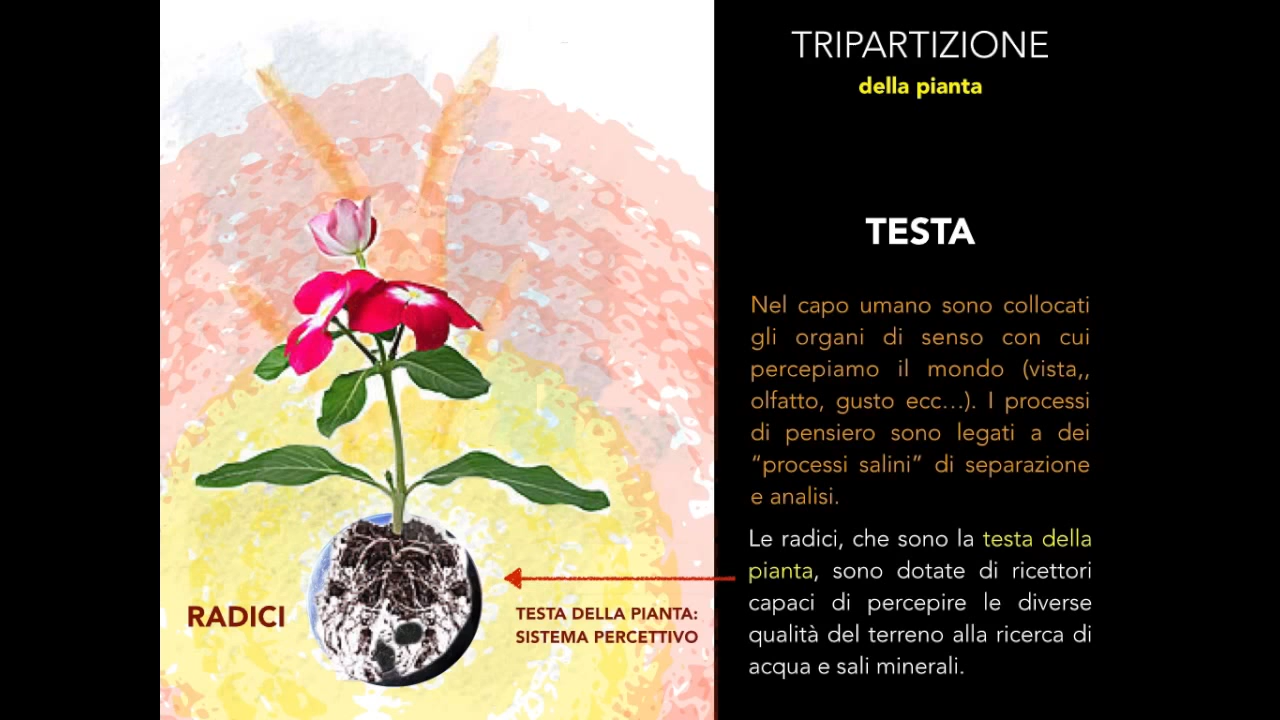 TRIPARTIZIONE
della pianta
TESTA
Nel capo umano sono collocati
gli organi di senso con cui
percepiamo il mondo (vista,,
olfatto, gusto ecc…). I processi
di pensiero sono legati a dei
“processi salini” di separazione
e analisi.
Le radici, che sono la testa della
pianta, sono dotate di ricettori
capaci di percepire le diverse
qualità del terreno alla ricerca di
acqua e sali minerali.
RADICI
TESTA DELLA PIANTA:
SISTEMA PERCETTIVO